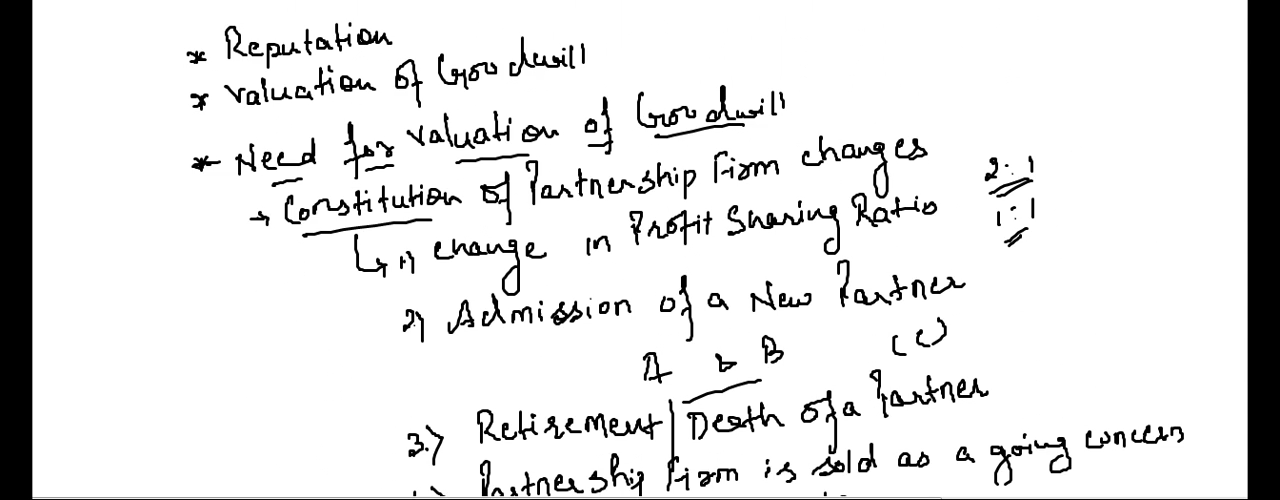 * Reputation
* Valuation of Goodwill
* Need for valuation of Goodwill
→ Constitution of Partnership Firm changes
2:1
↳ 1) change in Profit Sharing Ratio
1:1
2) Admission of a New Partner
A & B (C)
3.) Retirement | Death of a Partner
Partnership Firm is sold as a going concern